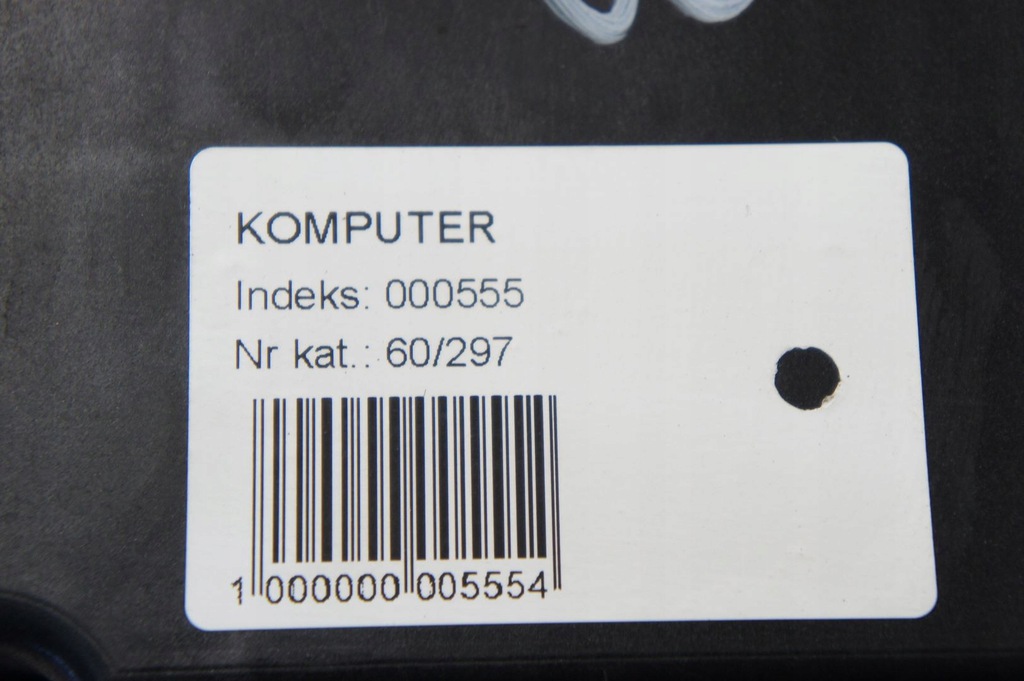 KOMPUTER
Indeks: 000555
Nr kat.: 60/297
1 000000 005554